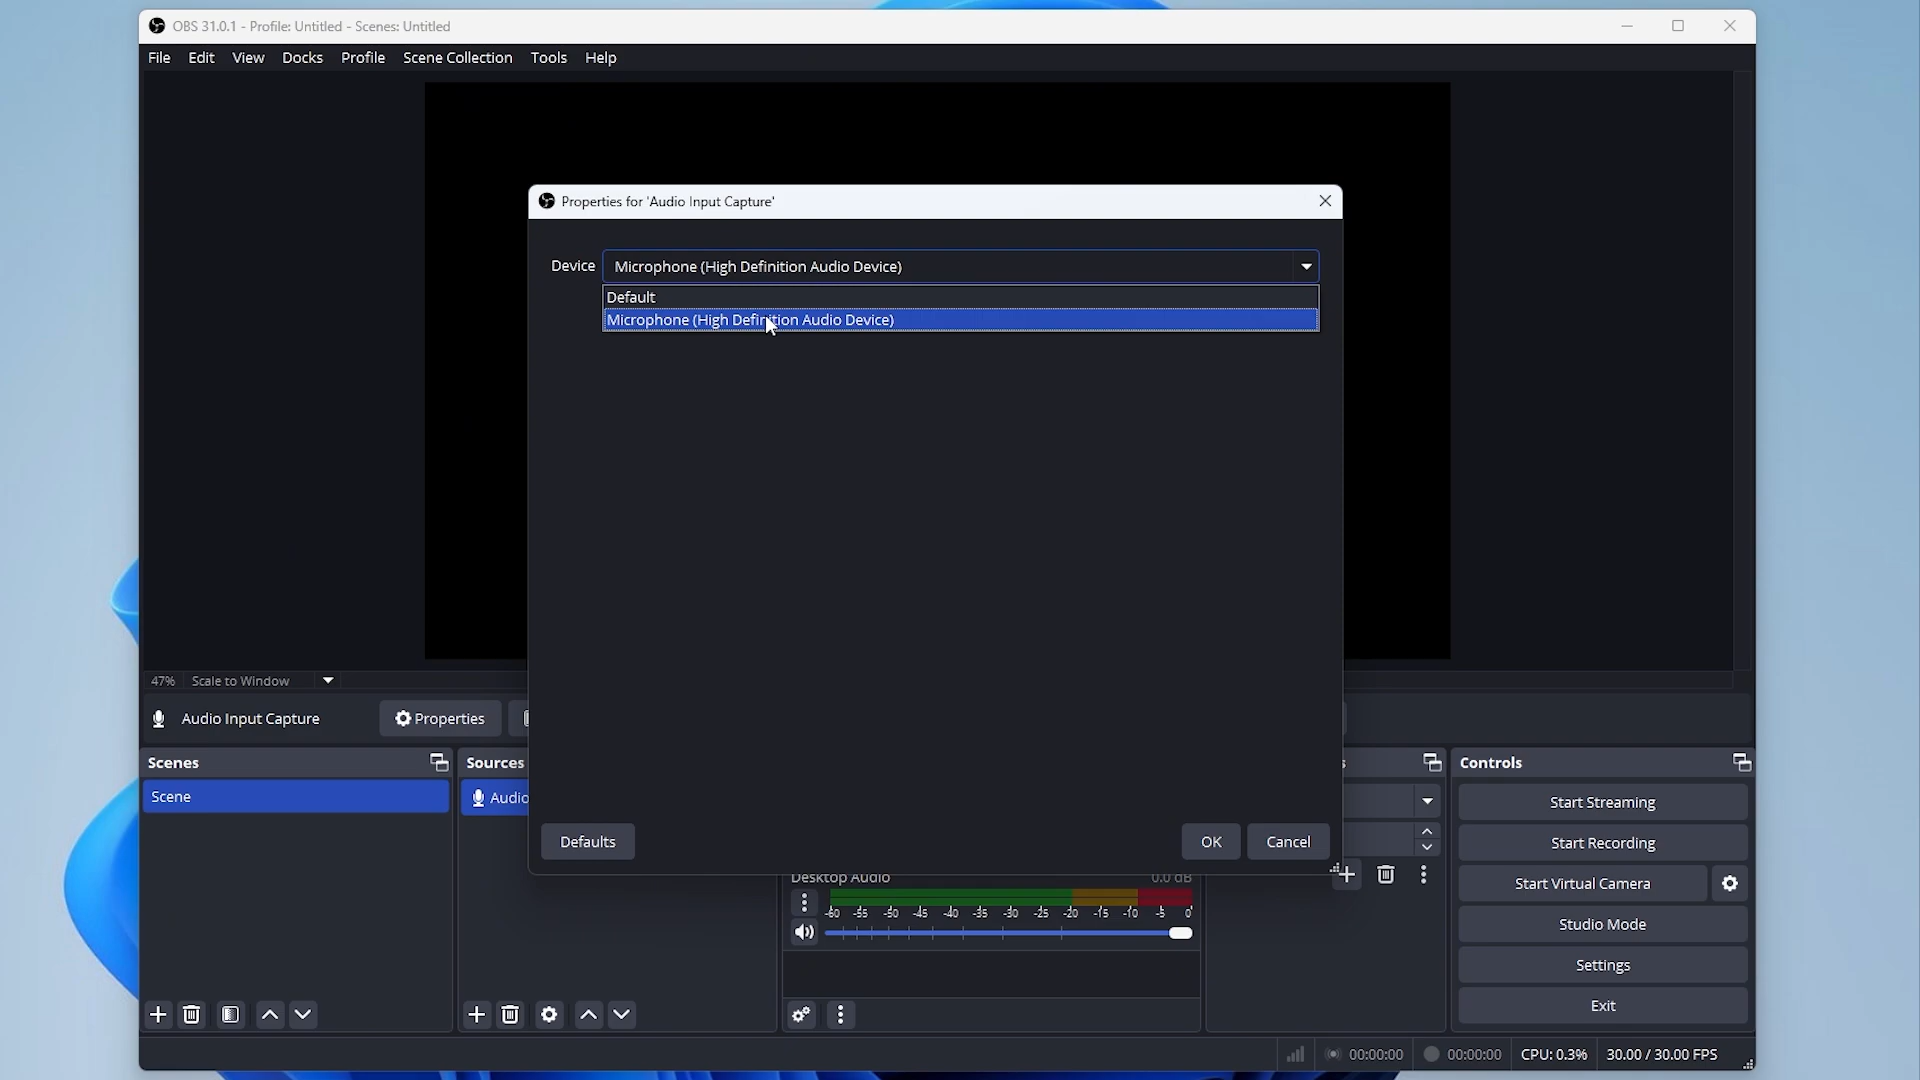 OBS 31.0.1 - Profile: Untitled - Scenes: Untitled
File Edit View Docks Profile Scene Collection Tools Help
Properties for 'Audio Input Capture'
Device Microphone (High Definition Audio Device)
Default
Microphone (High Definition Audio Device)
47% Scale to Window
Audio Input Capture Properties
Scenes Sources Controls
Scene Audio Start Streaming
Defaults OK Cancel Start Recording
Desktop Audio 0.0 dB Start Virtual Camera
-60 -55 -50 -45 -40 -35 -30 -25 -20 -15 -10 -5 0
Studio Mode
Settings
Exit
00:00:00 00:00:00 CPU: 0.3% 30.00 / 30.00 FPS